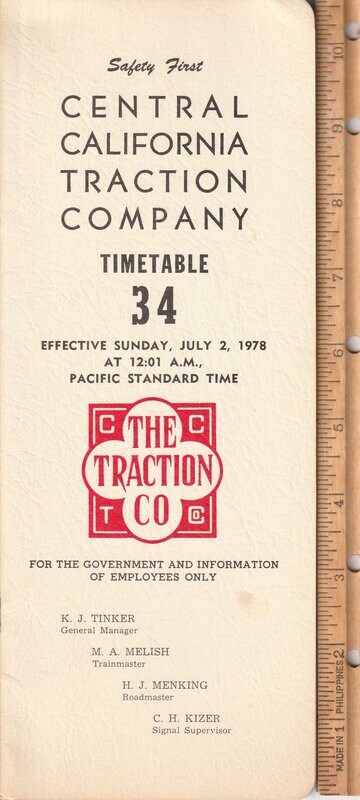 Safety First
CENTRAL
CALIFORNIA
TRACTION
COMPANY
TIMETABLE
34
EFFECTIVE SUNDAY, JULY 2, 1978
AT 12:01 A.M.,
PACIFIC STANDARD TIME
C C
THE
TRACTION
CO
T Co
FOR THE GOVERNMENT AND INFORMATION
OF EMPLOYEES ONLY
K. J. TINKER
General Manager
M. A. MELISH
Trainmaster
H. J. MENKING
Roadmaster
C. H. KIZER
Signal Supervisor
10
9
8
7
6
5
4
3
2
1
MADE IN PHILIPPINES